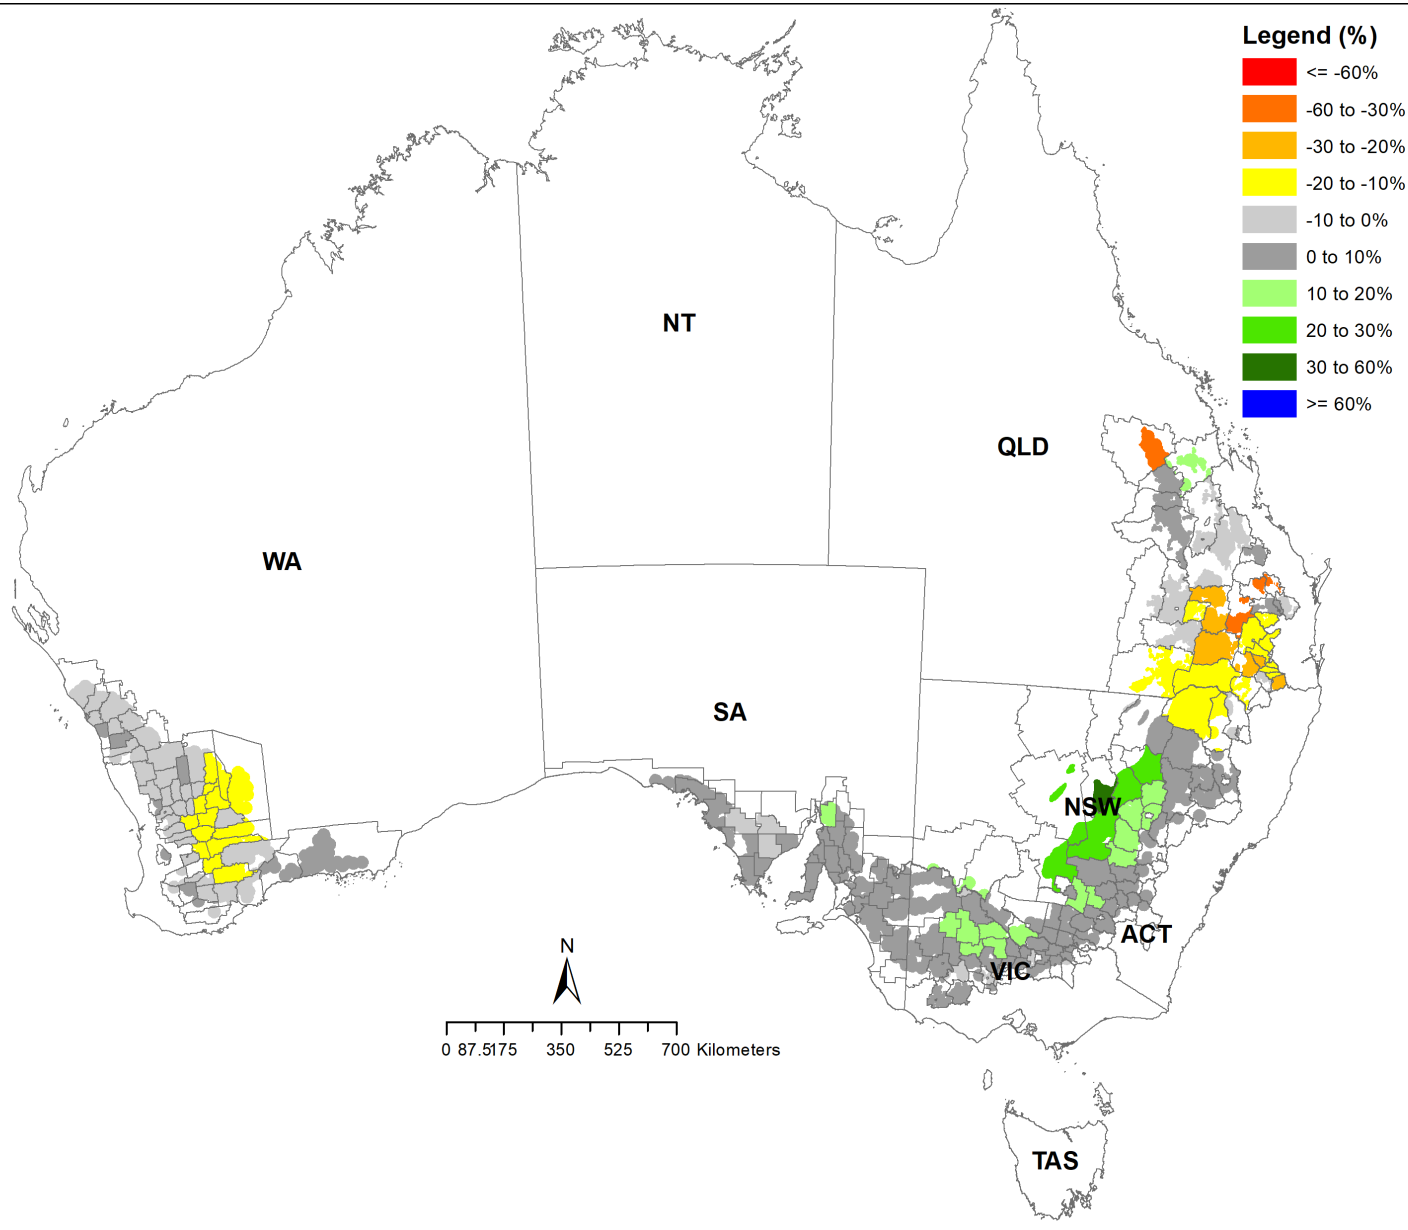 Legend (%)
<= -60%
-60 to -30%
-30 to -20%
-20 to -10%
-10 to 0%
0 to 10%
10 to 20%
20 to 30%
30 to 60%
>= 60%
NT
QLD
WA
SA
NSW
ACT
VIC
N
0 87.5175 350 525 700 Kilometers
TAS